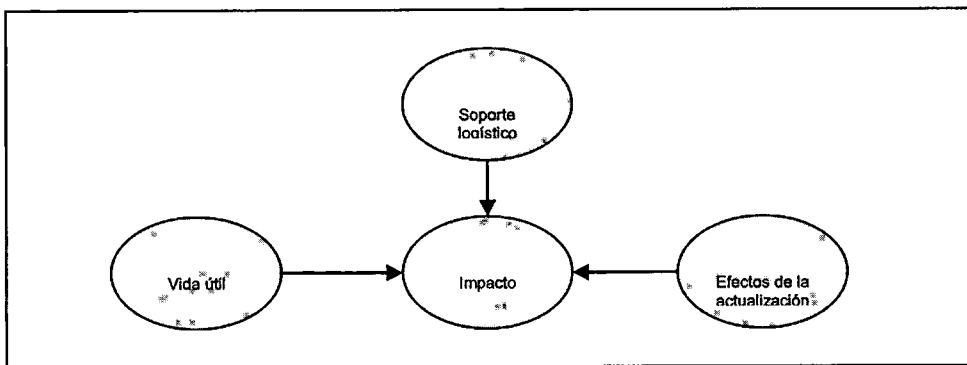 Soporte
logístico
Vida útil
Impacto
Efectos de la
actualización